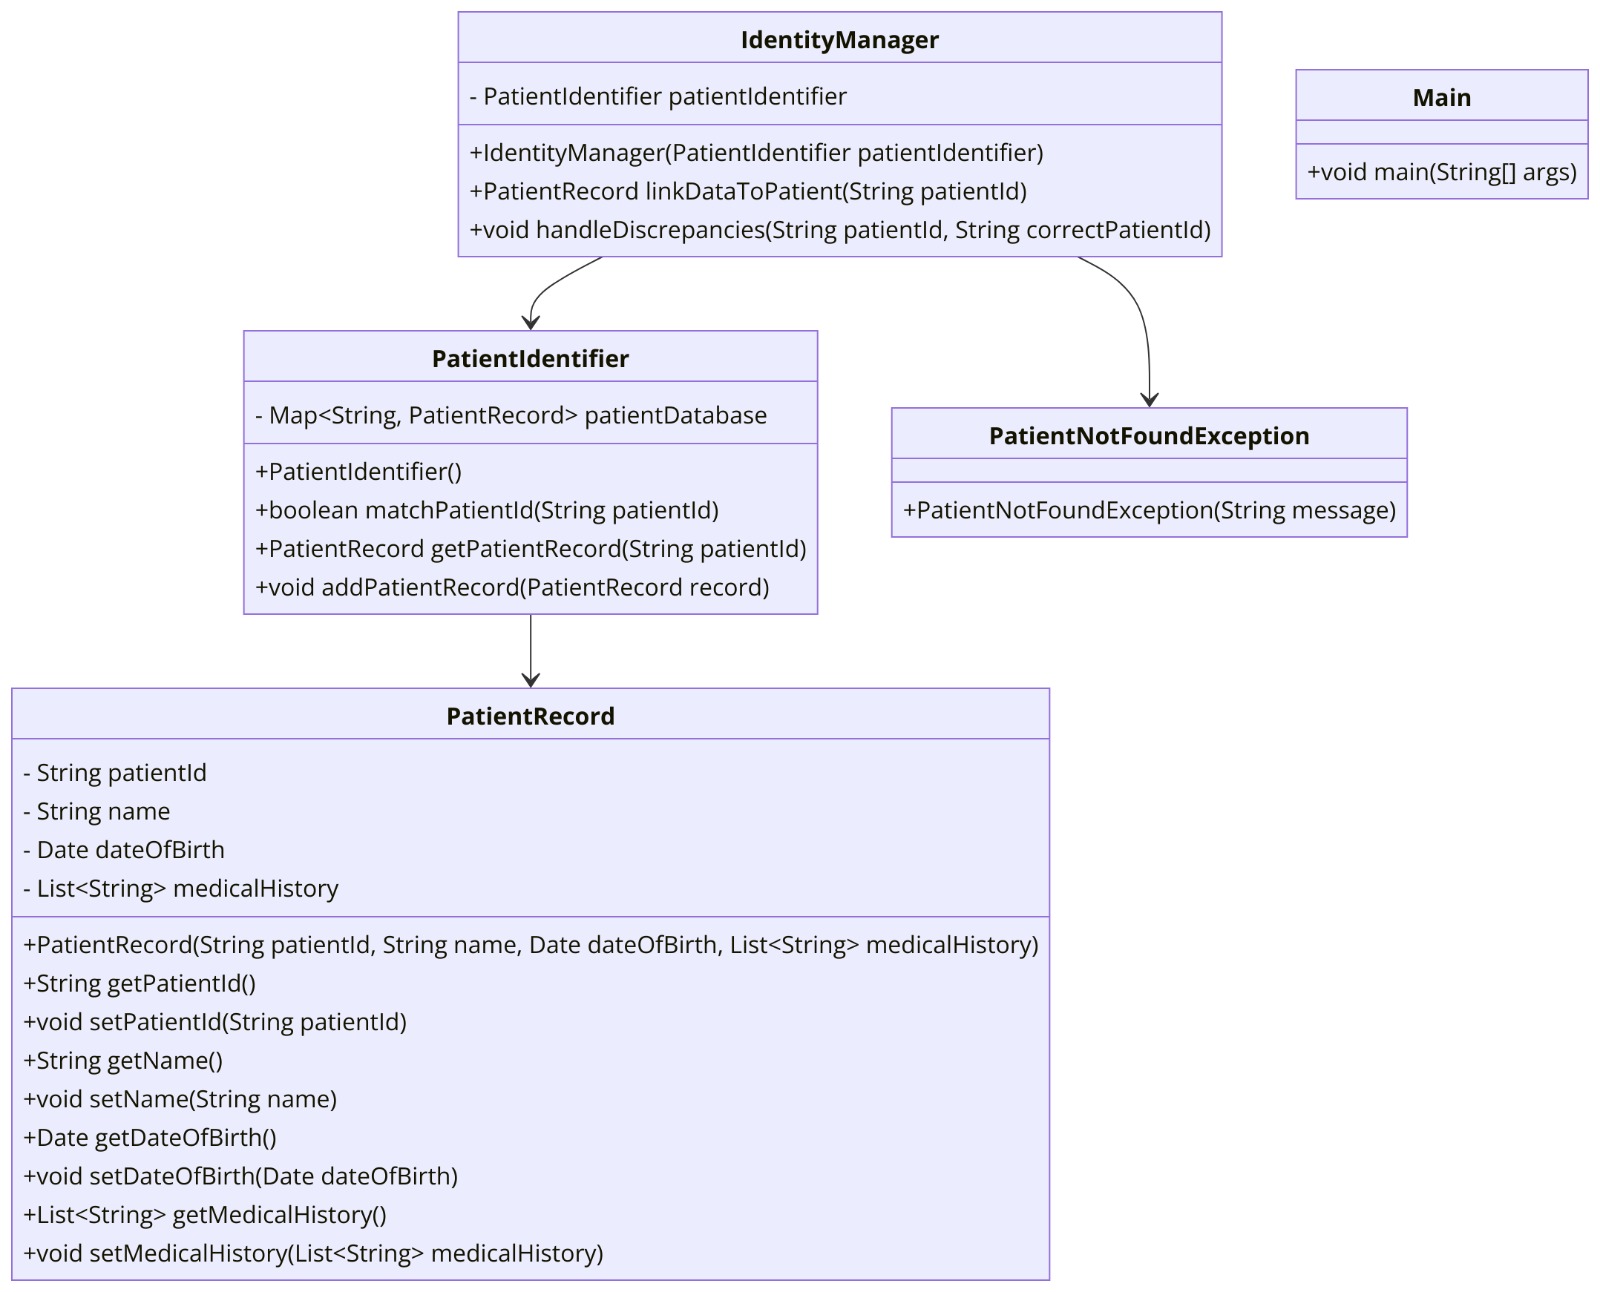 IdentityManager
- PatientIdentifier patientIdentifier
+IdentityManager(PatientIdentifier patientIdentifier)
+PatientRecord linkDataToPatient(String patientId)
+void handleDiscrepancies(String patientId, String correctPatientId)
Main
+void main(String[] args)
PatientIdentifier
- Map<String, PatientRecord> patientDatabase
+PatientIdentifier()
+boolean matchPatientId(String patientId)
+PatientRecord getPatientRecord(String patientId)
+void addPatientRecord(PatientRecord record)
PatientNotFoundException
+PatientNotFoundException(String message)
PatientRecord
- String patientId
- String name
- Date dateOfBirth
- List<String> medicalHistory
+PatientRecord(String patientId, String name, Date dateOfBirth, List<String> medicalHistory)
+String getPatientId()
+void setPatientId(String patientId)
+String getName()
+void setName(String name)
+Date getDateOfBirth()
+void setDateOfBirth(Date dateOfBirth)
+List<String> getMedicalHistory()
+void setMedicalHistory(List<String> medicalHistory)